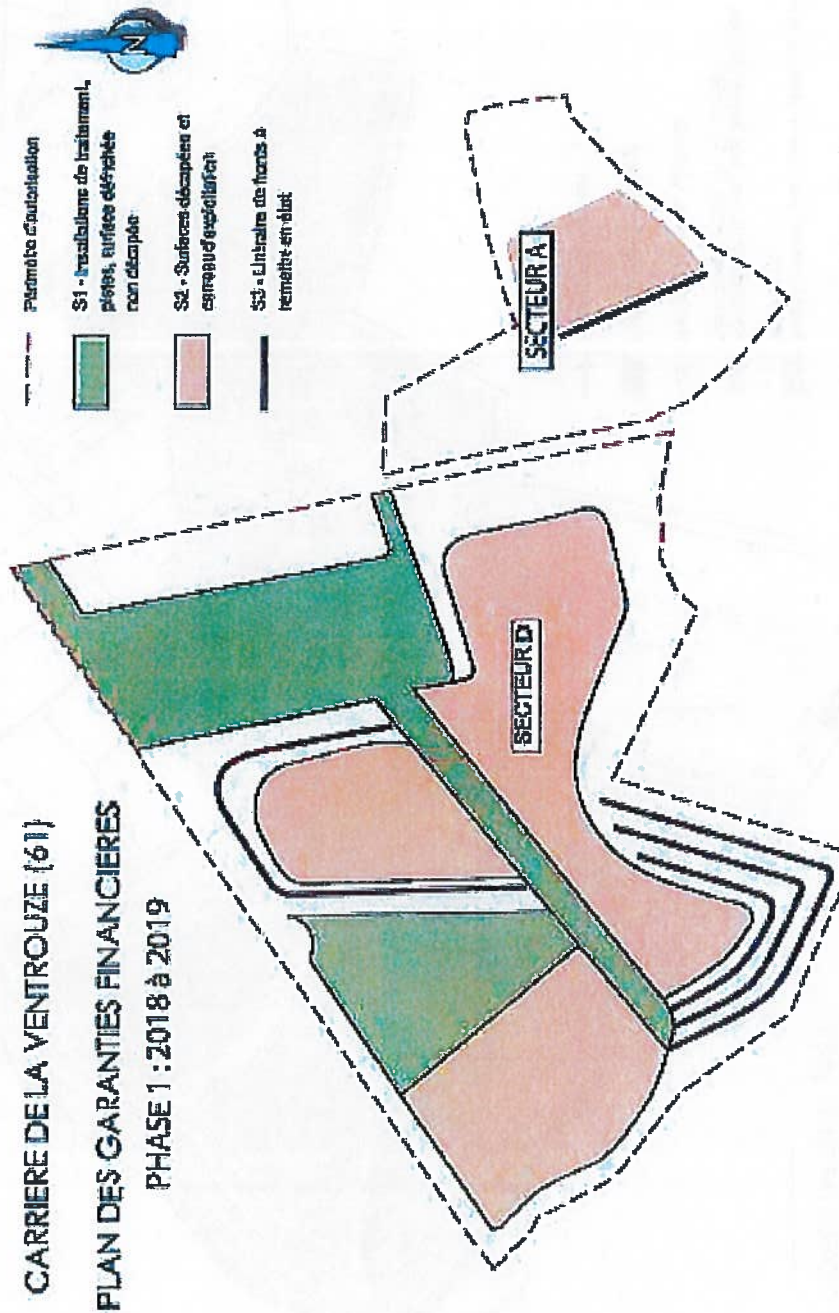 CARRIERE DE LA VENTROUZE (61)
PLAN DES GARANTIES FINANCIERES
PHASE 1 : 2018 à 2019
N
Périmètre d'autorisation
S1 - Installations de traitement,
pistes, surface défrichée
non décapée
S2 - Surfaces décapées et
carreau d'exploitation
S3 - Linéaire de fronts à
remettre en état
SECTEUR A
SECTEUR D